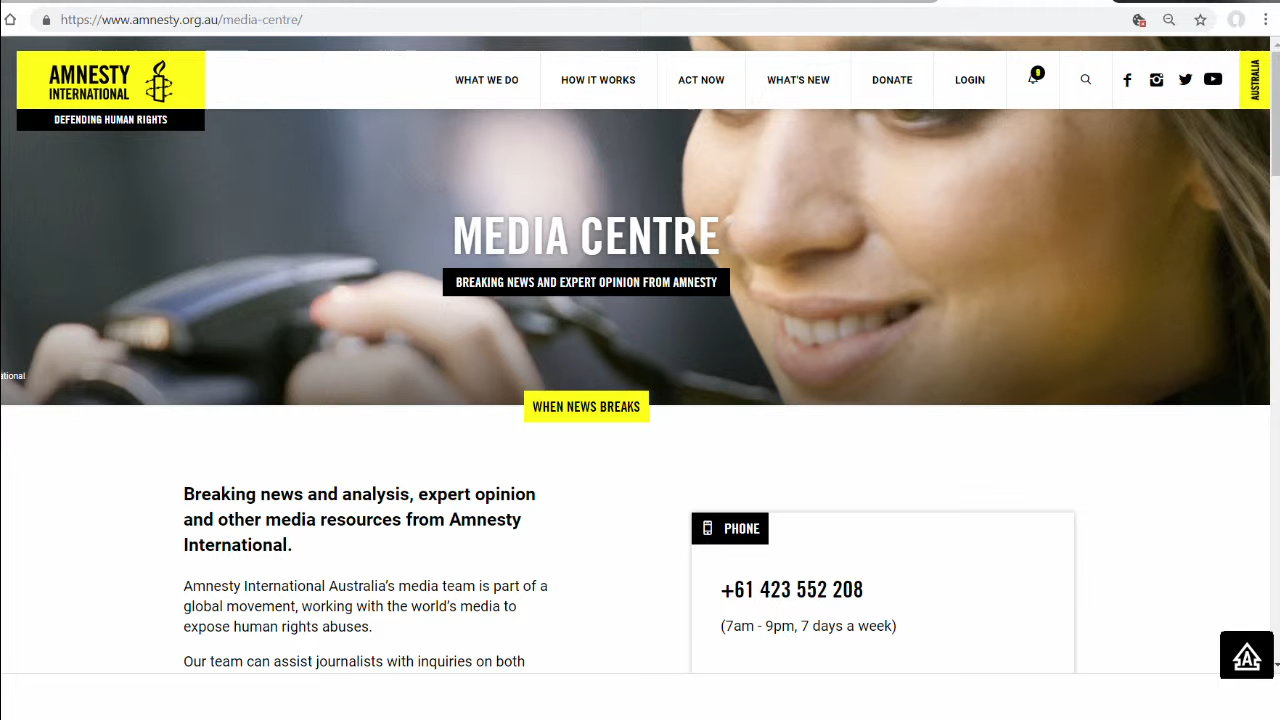 https://www.amnesty.org.au/media-centre/
AMNESTY
INTERNATIONAL
DEFENDING HUMAN RIGHTS
WHAT WE DO
HOW IT WORKS
ACT NOW
WHAT'S NEW
DONATE
LOGIN
AUSTRALIA
MEDIA CENTRE
BREAKING NEWS AND EXPERT OPINION FROM AMNESTY
ational
WHEN NEWS BREAKS
Breaking news and analysis, expert opinion
and other media resources from Amnesty
International.
Amnesty International Australia's media team is part of a
global movement, working with the world's media to
expose human rights abuses.
Our team can assist journalists with inquiries on both
PHONE
+61 423 552 208
(7am - 9pm, 7 days a week)